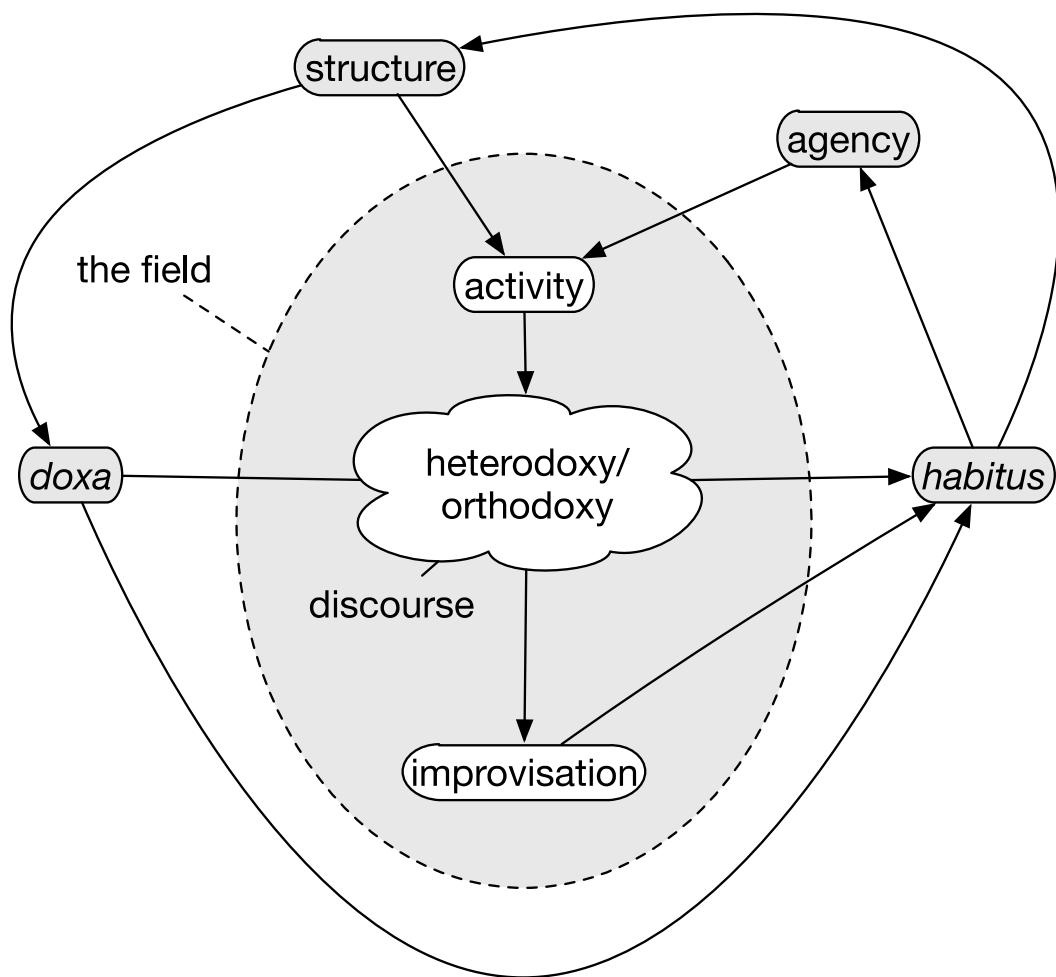 structure
agency
the field
activity
doxa
heterodoxy/
orthodoxy
habitus
discourse
improvisation